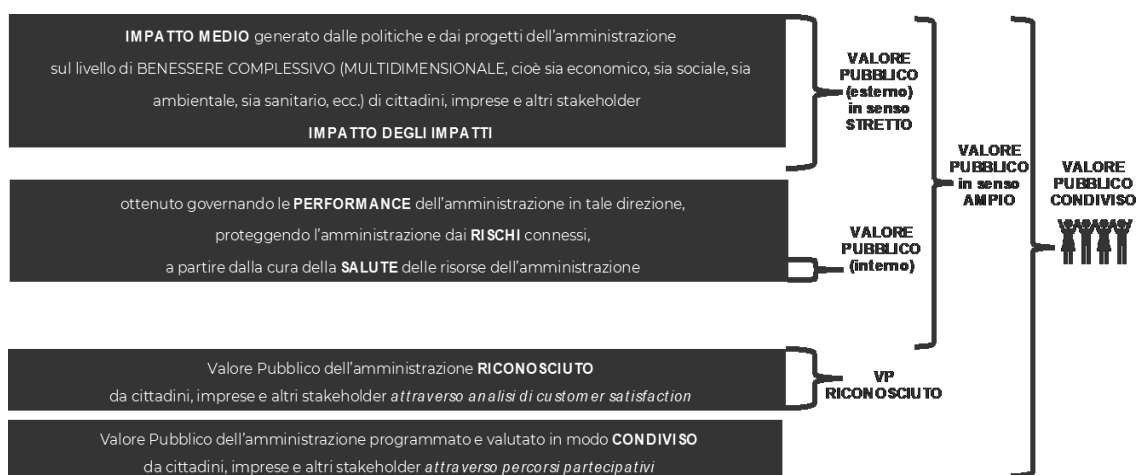 IMPATTO MEDIO generato dalle politiche e dai progetti dell'amministrazione
sul livello di BENESSERE COMPLESSIVO (MULTIDIMENSIONALE, cioè sia economico, sia sociale, sia
ambientale, sia sanitario, ecc.) di cittadini, imprese e altri stakeholder
IMPATTO DEGLI IMPATTI
VALORE
PUBBLICO
(esterno)
in senso
STRETTO
ottenuto governando le PERFORMANCE dell'amministrazione in tale direzione,
proteggendo l'amministrazione dai RISCHI connessi,
a partire dalla cura della SALUTE delle risorse dell'amministrazione
VALORE
PUBBLICO
(interno)
VALORE
PUBBLICO
in senso
AMPIO
VALORE
PUBBLICO
CONDIVISO
Valore Pubblico dell'amministrazione RICONOSCIUTO
da cittadini, imprese e altri stakeholder attraverso analisi di customer satisfaction
VP
RICONOSCIUTO
Valore Pubblico dell'amministrazione programmato e valutato in modo CONDIVISO
da cittadini, imprese e altri stakeholder attraverso percorsi partecipativi